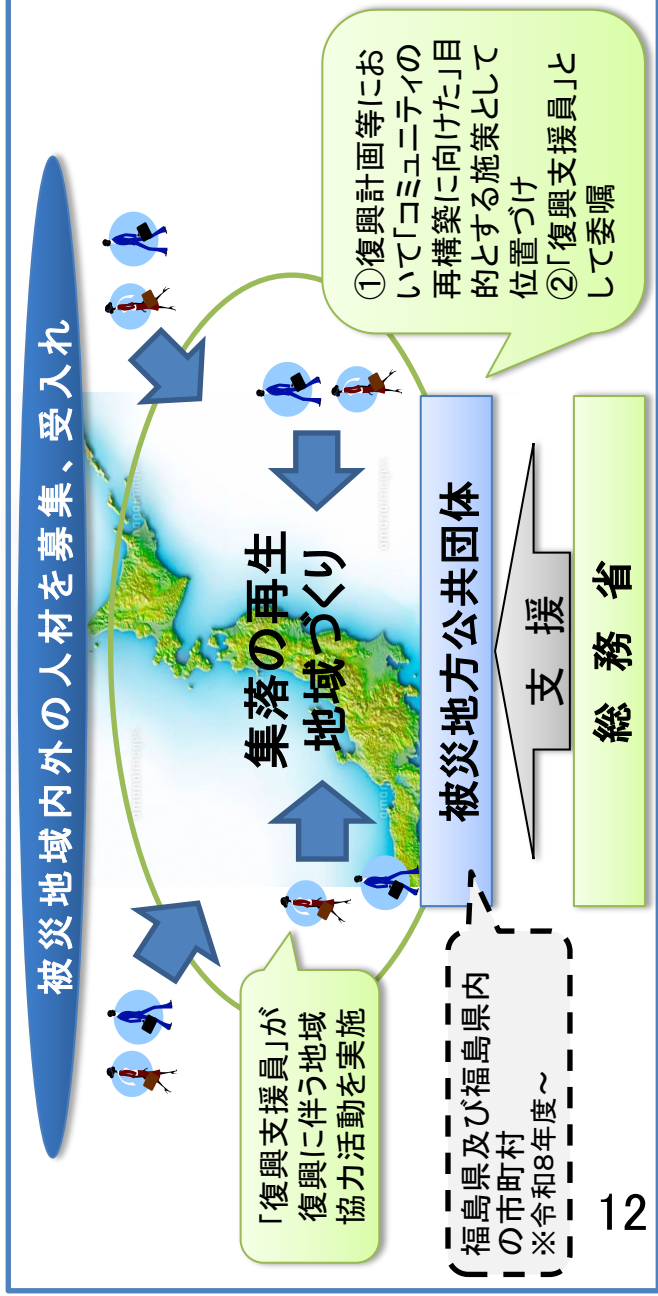 被災地域内外の人材を募集、受入れ
「復興支援員」が
復興に伴う地域
協力活動を実施
集落の再生
地域づくり
①復興計画等にお
いて「コミュニティの
再構築に向けた」目
的とする施策として
位置づけ
②「復興支援員」と
して委嘱
被災地方公共団体
福島県及び福島県内
の市町村
※令和8年度～
支援
総務省
12